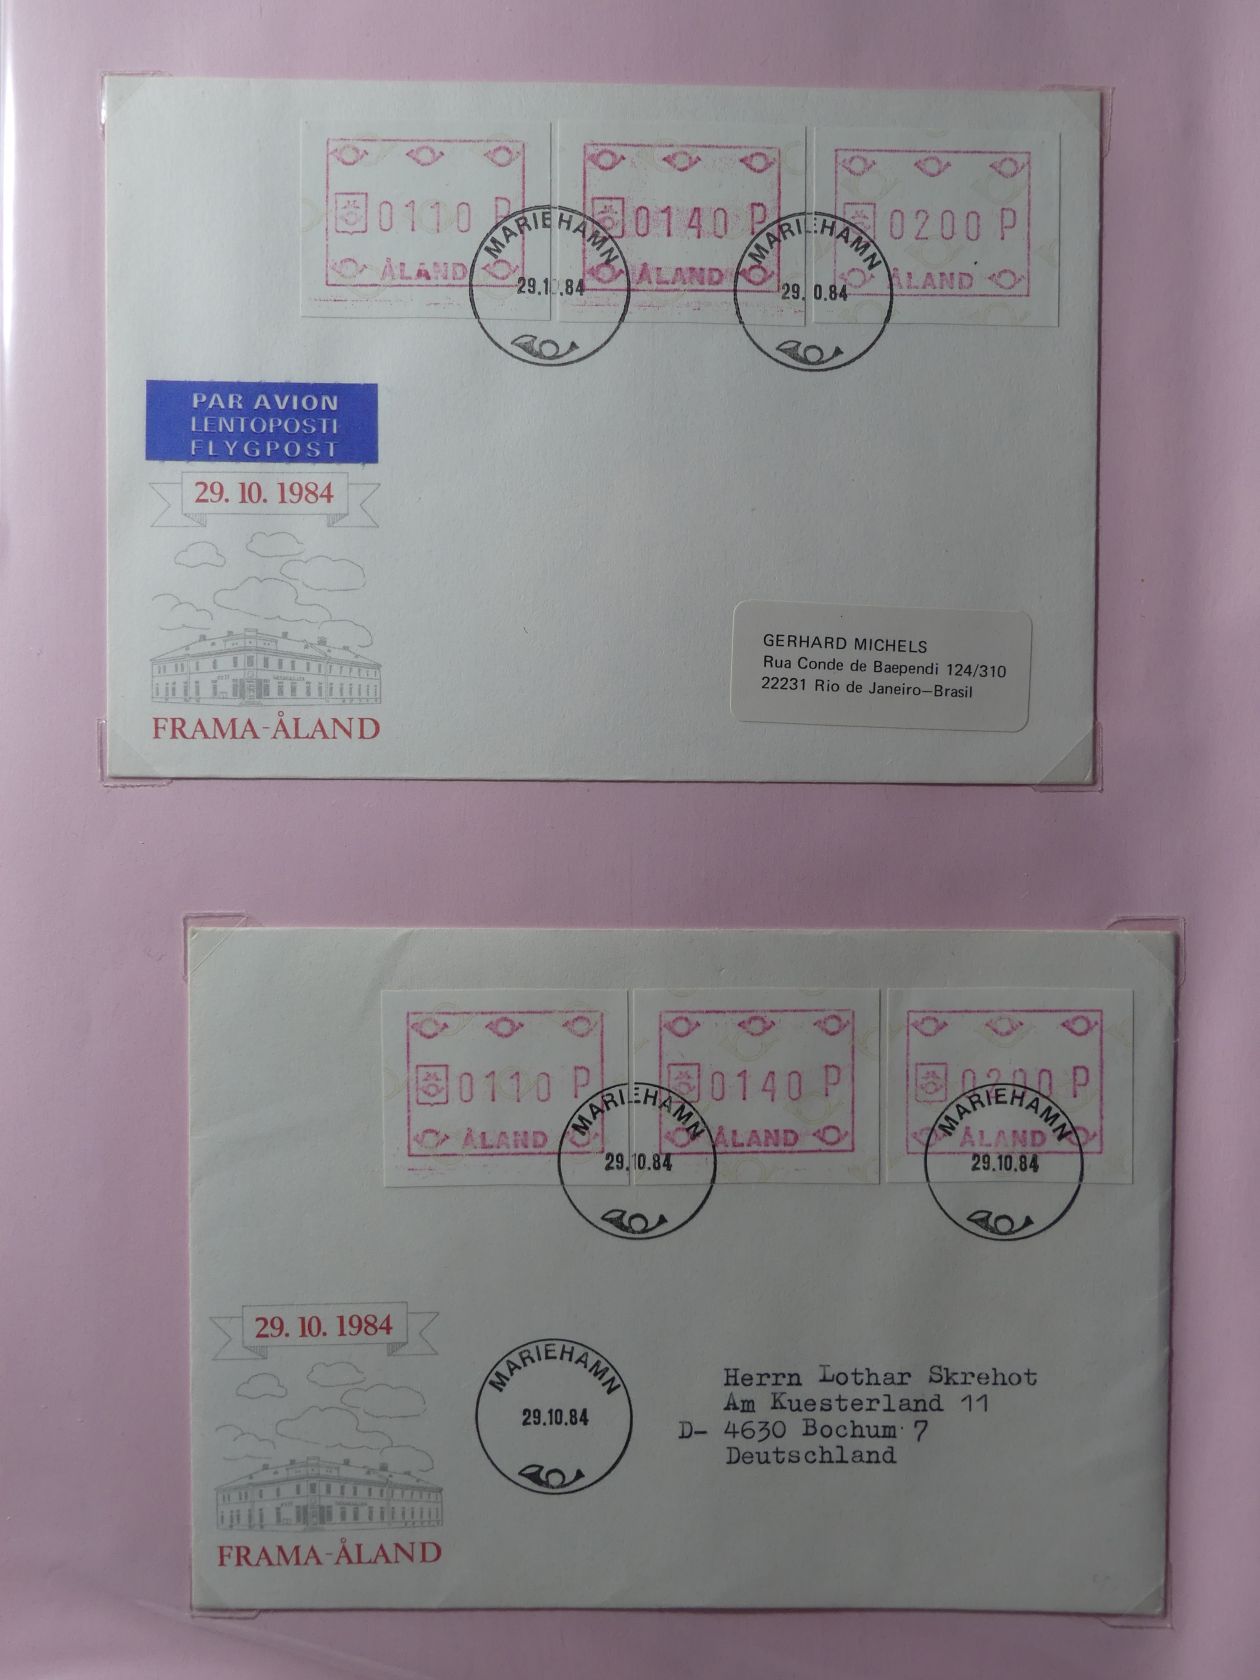 0110 P
ÅLAND
0140 P
ÅLAND
0200 P
ÅLAND
MARIEHAMN
29.10.84
MARIEHAMN
29.10.84
PAR AVION
LENTOPOSTI
FLYGPOST
29. 10. 1984
FRAMA-ÅLAND
GERHARD MICHELS
Rua Conde de Baependi 124/310
22231 Rio de Janeiro-Brasil
0110 P
ÅLAND
0140 P
ÅLAND
0200 P
ÅLAND
MARIEHAMN
29.10.84
MARIEHAMN
29.10.84
29. 10. 1984
FRAMA-ÅLAND
MARIEHAMN
29.10.84
Herrn Lothar Skrehot
Am Kuesterland 11
D- 4630 Bochum 7
Deutschland